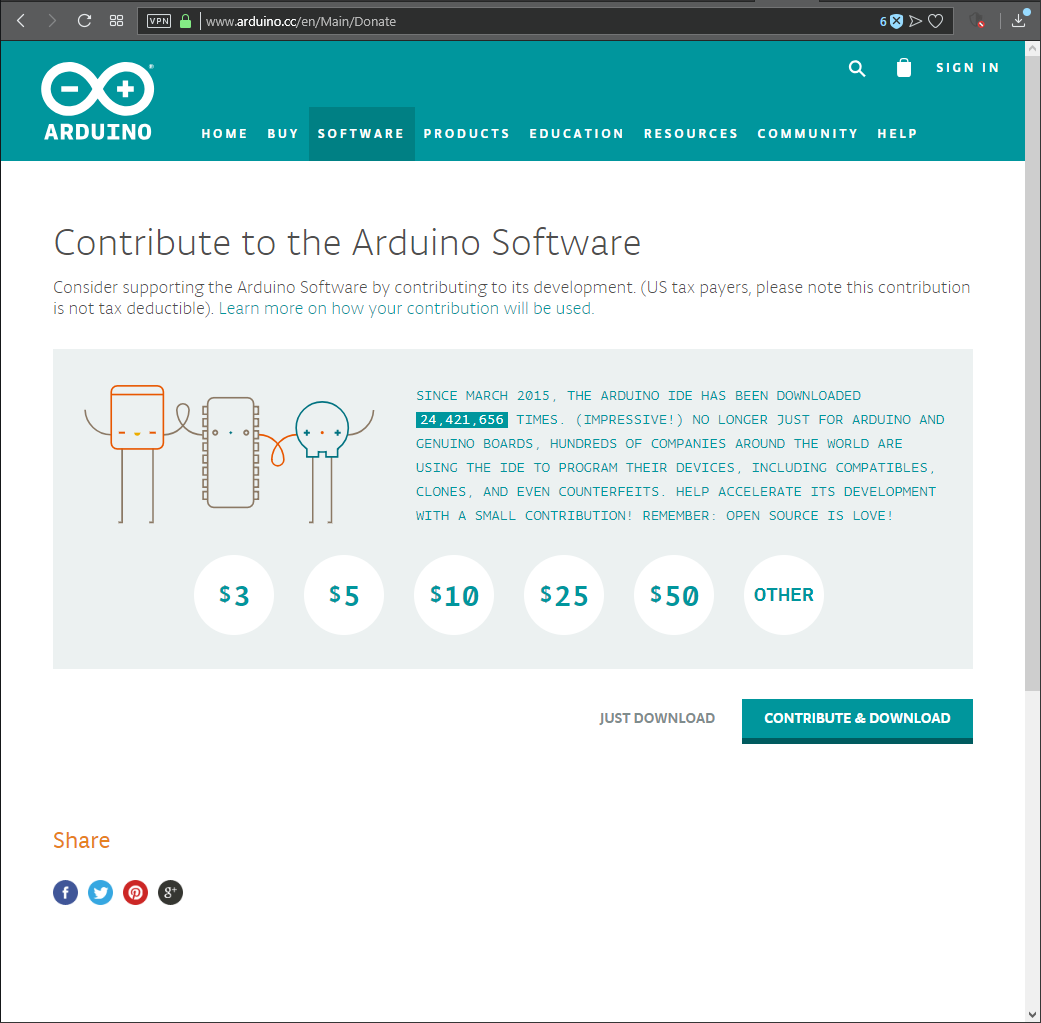 VPN www.arduino.cc/en/Main/Donate 6
SIGN IN
ARDUINO
HOME BUY SOFTWARE PRODUCTS EDUCATION RESOURCES COMMUNITY HELP
Contribute to the Arduino Software
Consider supporting the Arduino Software by contributing to its development. (US tax payers, please note this contribution
is not tax deductible). Learn more on how your contribution will be used.
SINCE MARCH 2015, THE ARDUINO IDE HAS BEEN DOWNLOADED
24,421,656 TIMES. (IMPRESSIVE!) NO LONGER JUST FOR ARDUINO AND
GENUINO BOARDS, HUNDREDS OF COMPANIES AROUND THE WORLD ARE
USING THE IDE TO PROGRAM THEIR DEVICES, INCLUDING COMPATIBLES,
CLONES, AND EVEN COUNTERFEITS. HELP ACCELERATE ITS DEVELOPMENT
WITH A SMALL CONTRIBUTION! REMEMBER: OPEN SOURCE IS LOVE!
$3 $5 $10 $25 $50 OTHER
JUST DOWNLOAD CONTRIBUTE & DOWNLOAD
Share
f g+